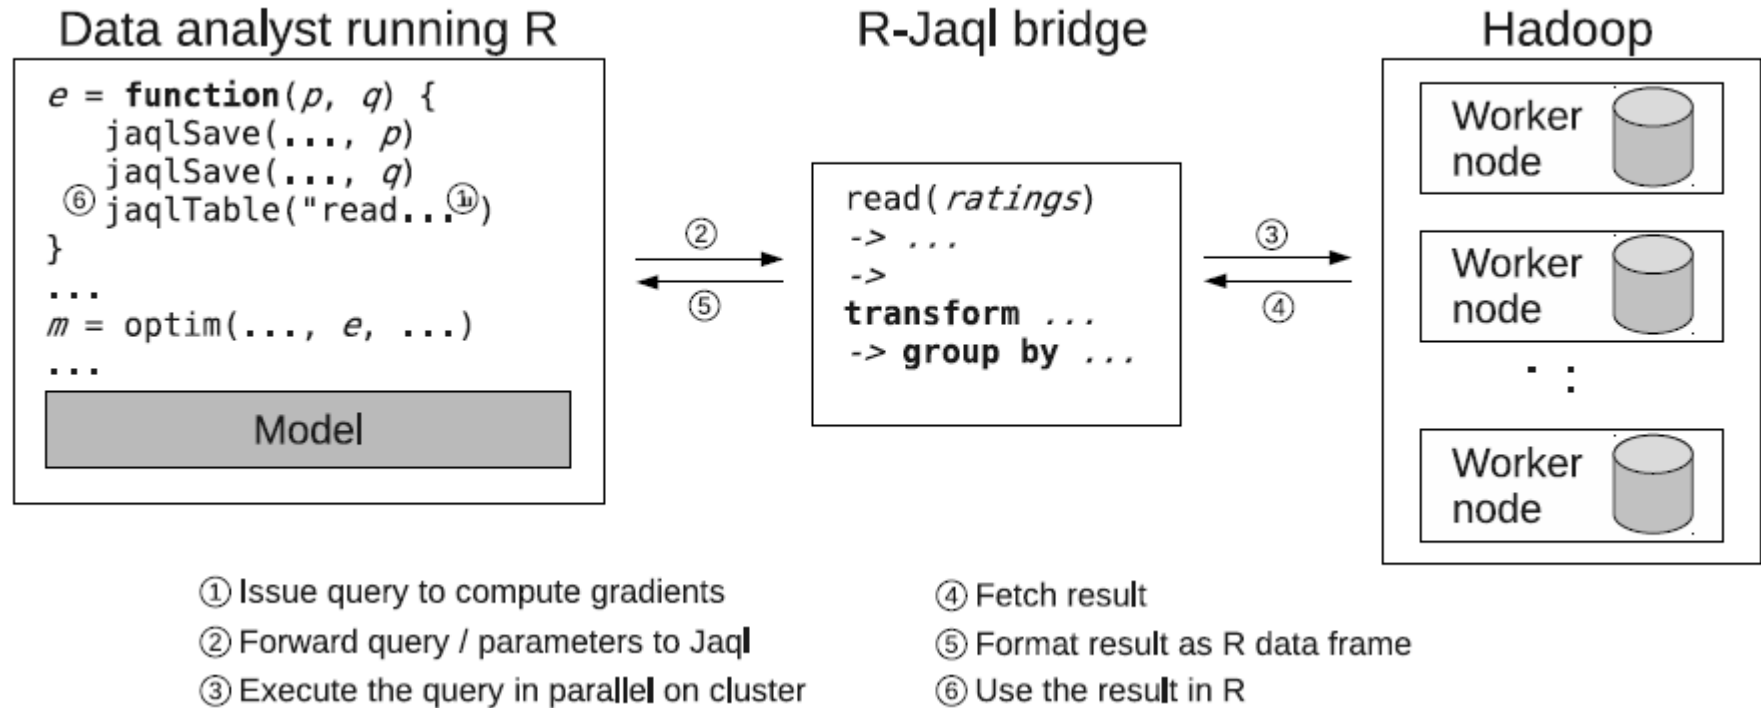 Data analyst running R
e = function(p, q) {
jaqlSave(..., p)
jaqlSave(..., q)
⑥ jaqlTable("read..." ①)
}
...
m = optim(..., e, ...)
...
Model
②
⑤
R-Jaql bridge
read(ratings)
-> ...
->
transform ...
-> group by ...
③
④
Hadoop
Worker
node
Worker
node
Worker
node
① Issue query to compute gradients
② Forward query / parameters to Jaql
③ Execute the query in parallel on cluster
④ Fetch result
⑤ Format result as R data frame
⑥ Use the result in R